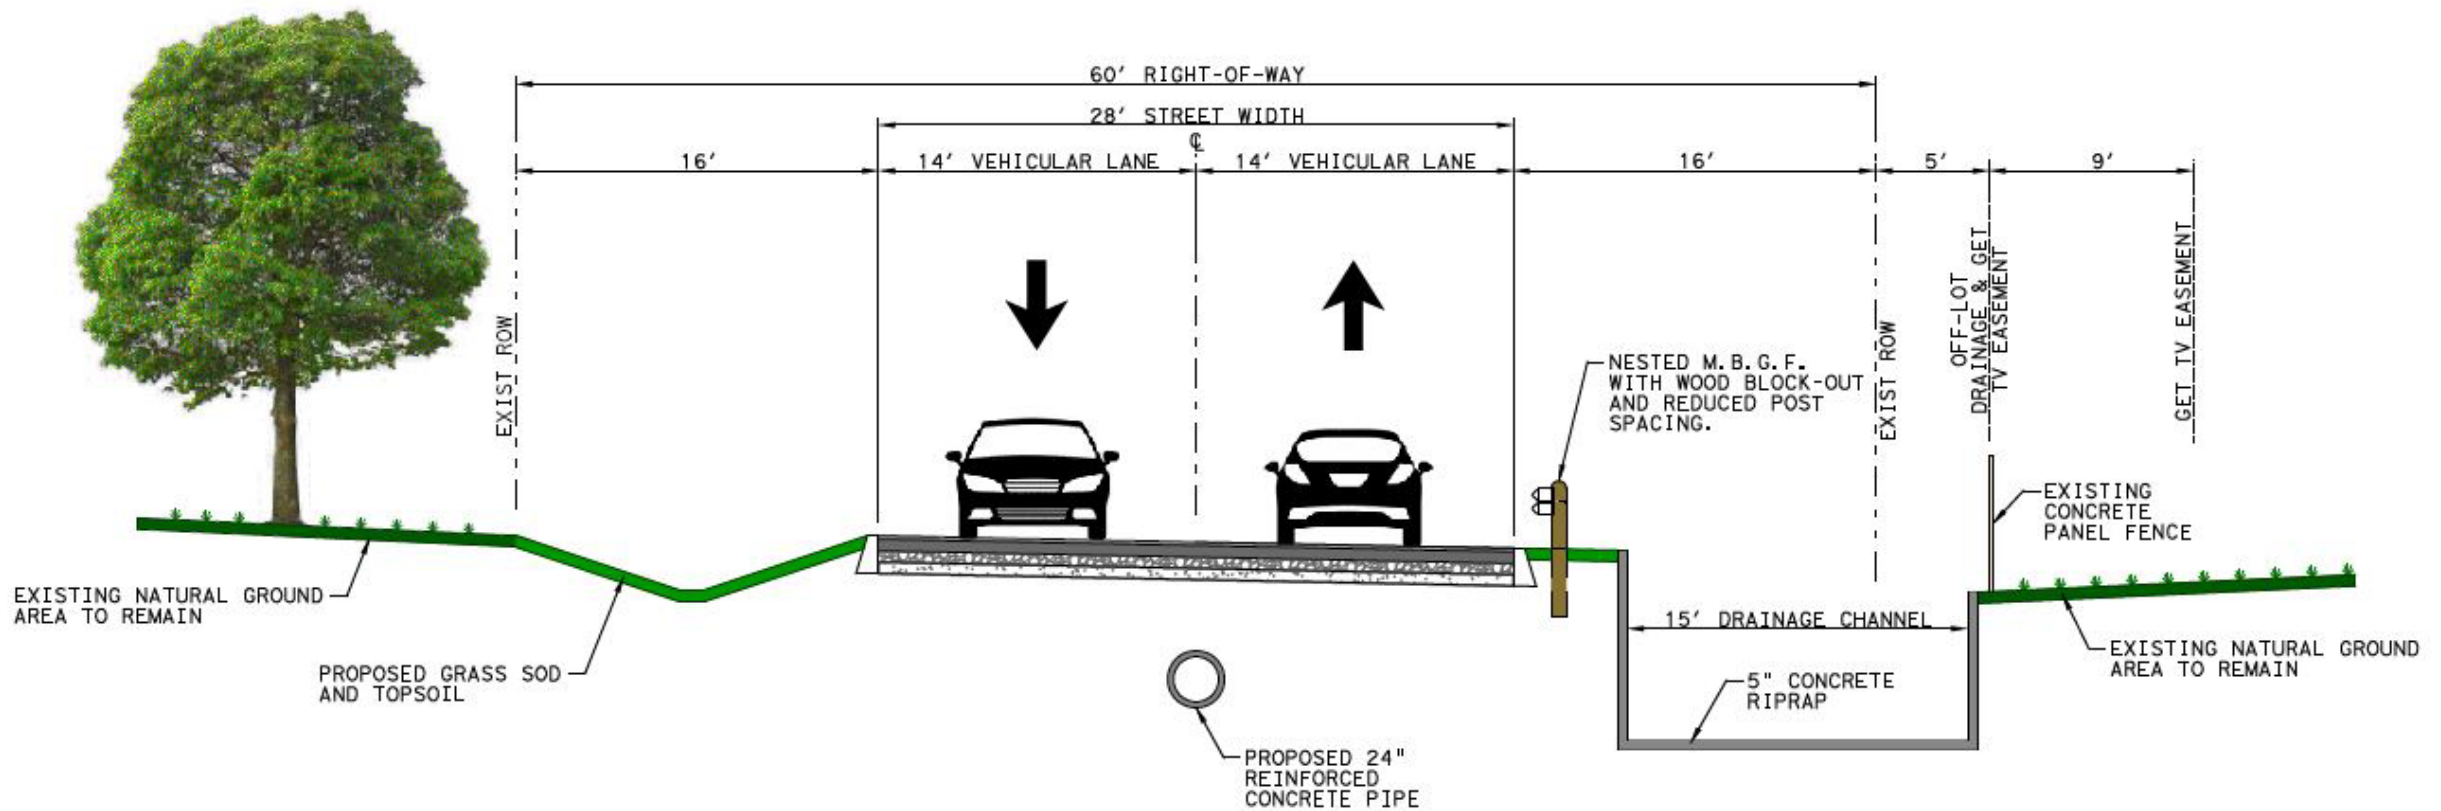 60' RIGHT-OF-WAY
28' STREET WIDTH
℄
16'
14' VEHICULAR LANE
14' VEHICULAR LANE
16'
5'
9'
EXIST ROW
EXIST ROW
OFF-LOT
DRAINAGE & GET
TV EASEMENT
GET TV EASEMENT
NESTED M.B.G.F.
WITH WOOD BLOCK-OUT
AND REDUCED POST
SPACING.
EXISTING
CONCRETE
PANEL FENCE
EXISTING NATURAL GROUND
AREA TO REMAIN
PROPOSED GRASS SOD
AND TOPSOIL
15' DRAINAGE CHANNEL
EXISTING NATURAL GROUND
AREA TO REMAIN
5" CONCRETE
RIPRAP
PROPOSED 24"
REINFORCED
CONCRETE PIPE